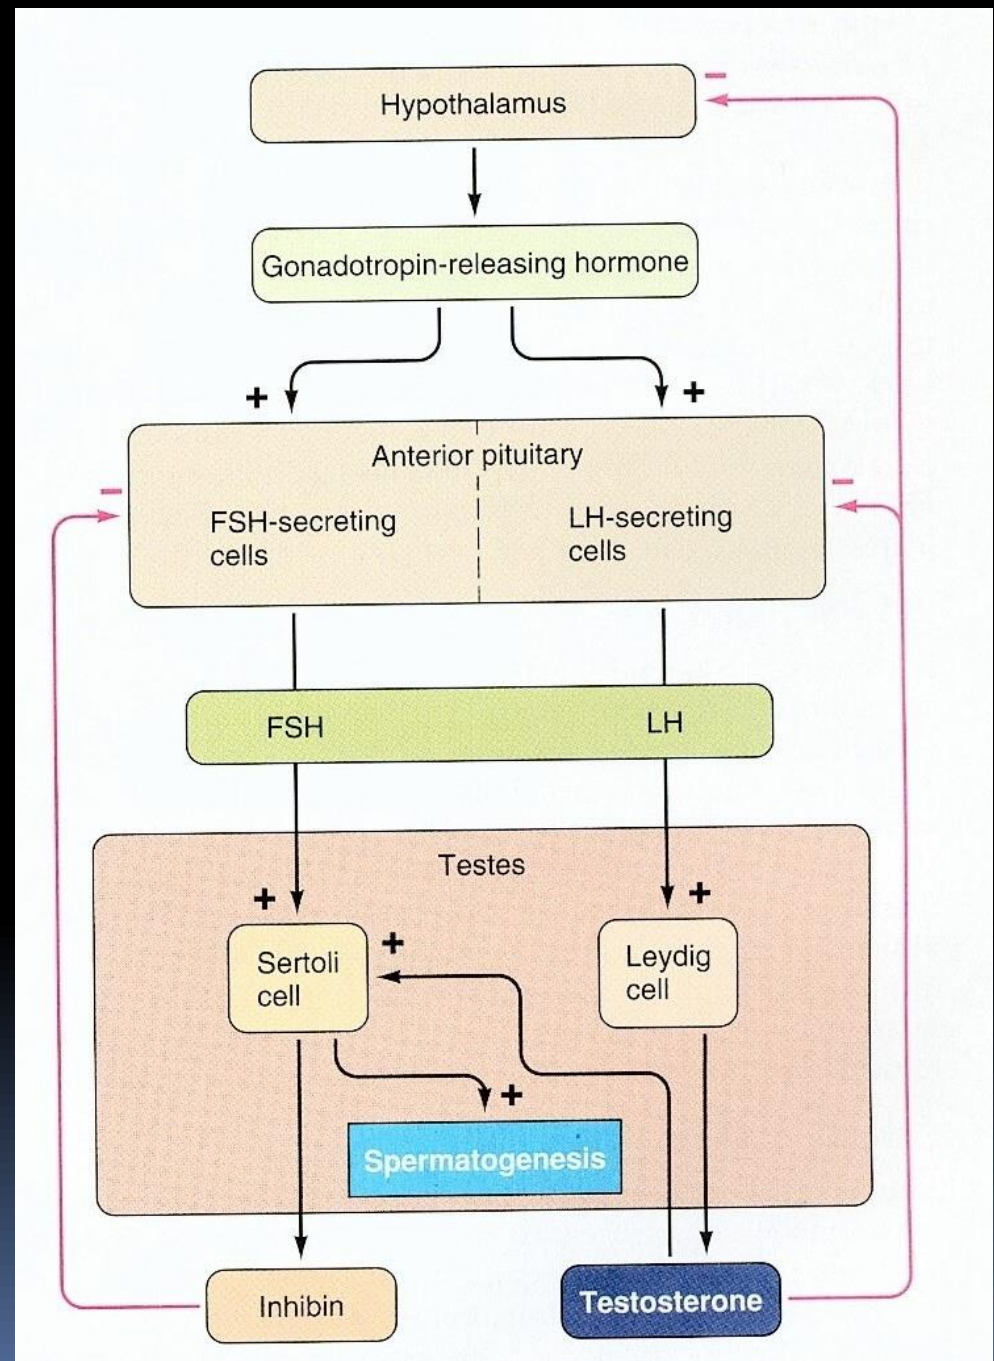 Hypothalamus
−
Gonadotropin-releasing hormone
+
+
Anterior pituitary
−
−
FSH-secreting
cells
LH-secreting
cells
FSH
LH
Testes
+
+
Sertoli
cell
+
Leydig
cell
+
Spermatogenesis
Inhibin
Testosterone